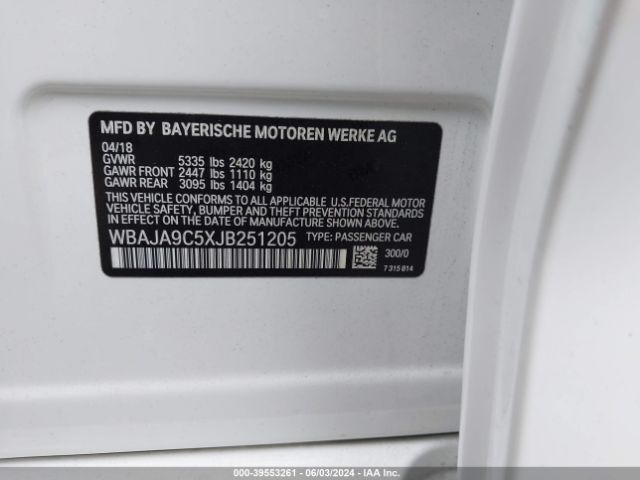 MFD BY BAYERISCHE MOTOREN WERKE AG
04/18
GVWR 5335 lbs 2420 kg
GAWR FRONT 2447 lbs 1110 kg
GAWR REAR 3095 lbs 1404 kg
THIS VEHICLE CONFORMS TO ALL APPLICABLE U.S.FEDERAL MOTOR
VEHICLE SAFETY, BUMPER, AND THEFT PREVENTION STANDARDS
IN EFFECT ON THE DATE OF MANUFACTURE SHOWN ABOVE.
WBAJA9C5XJB251205 TYPE: PASSENGER CAR
300/0
7 315 814
000-39553261 - 06/03/2024 - IAA Inc.